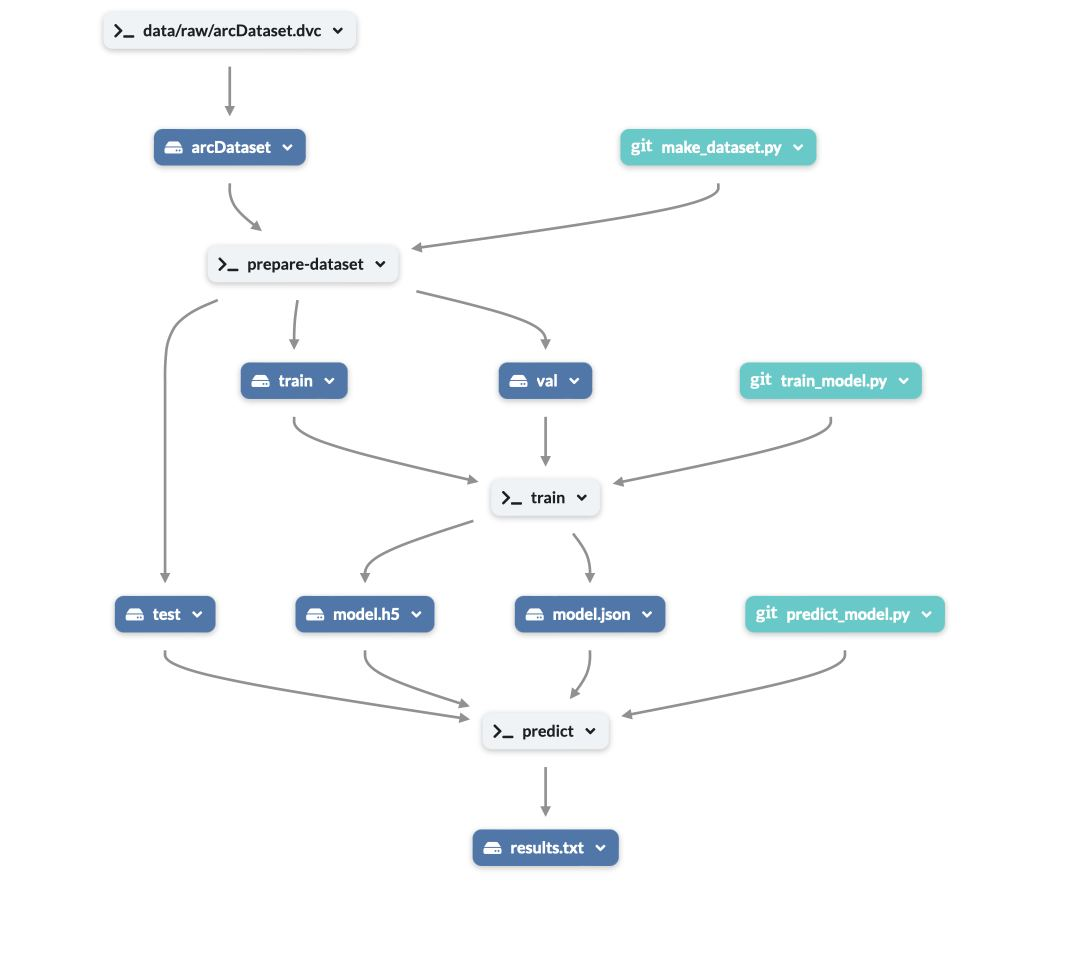 >_ data/raw/arcDataset.dvc
arcDataset
git make_dataset.py
>_ prepare-dataset
train
val
git train_model.py
>_ train
test
model.h5
model.json
git predict_model.py
>_ predict
results.txt